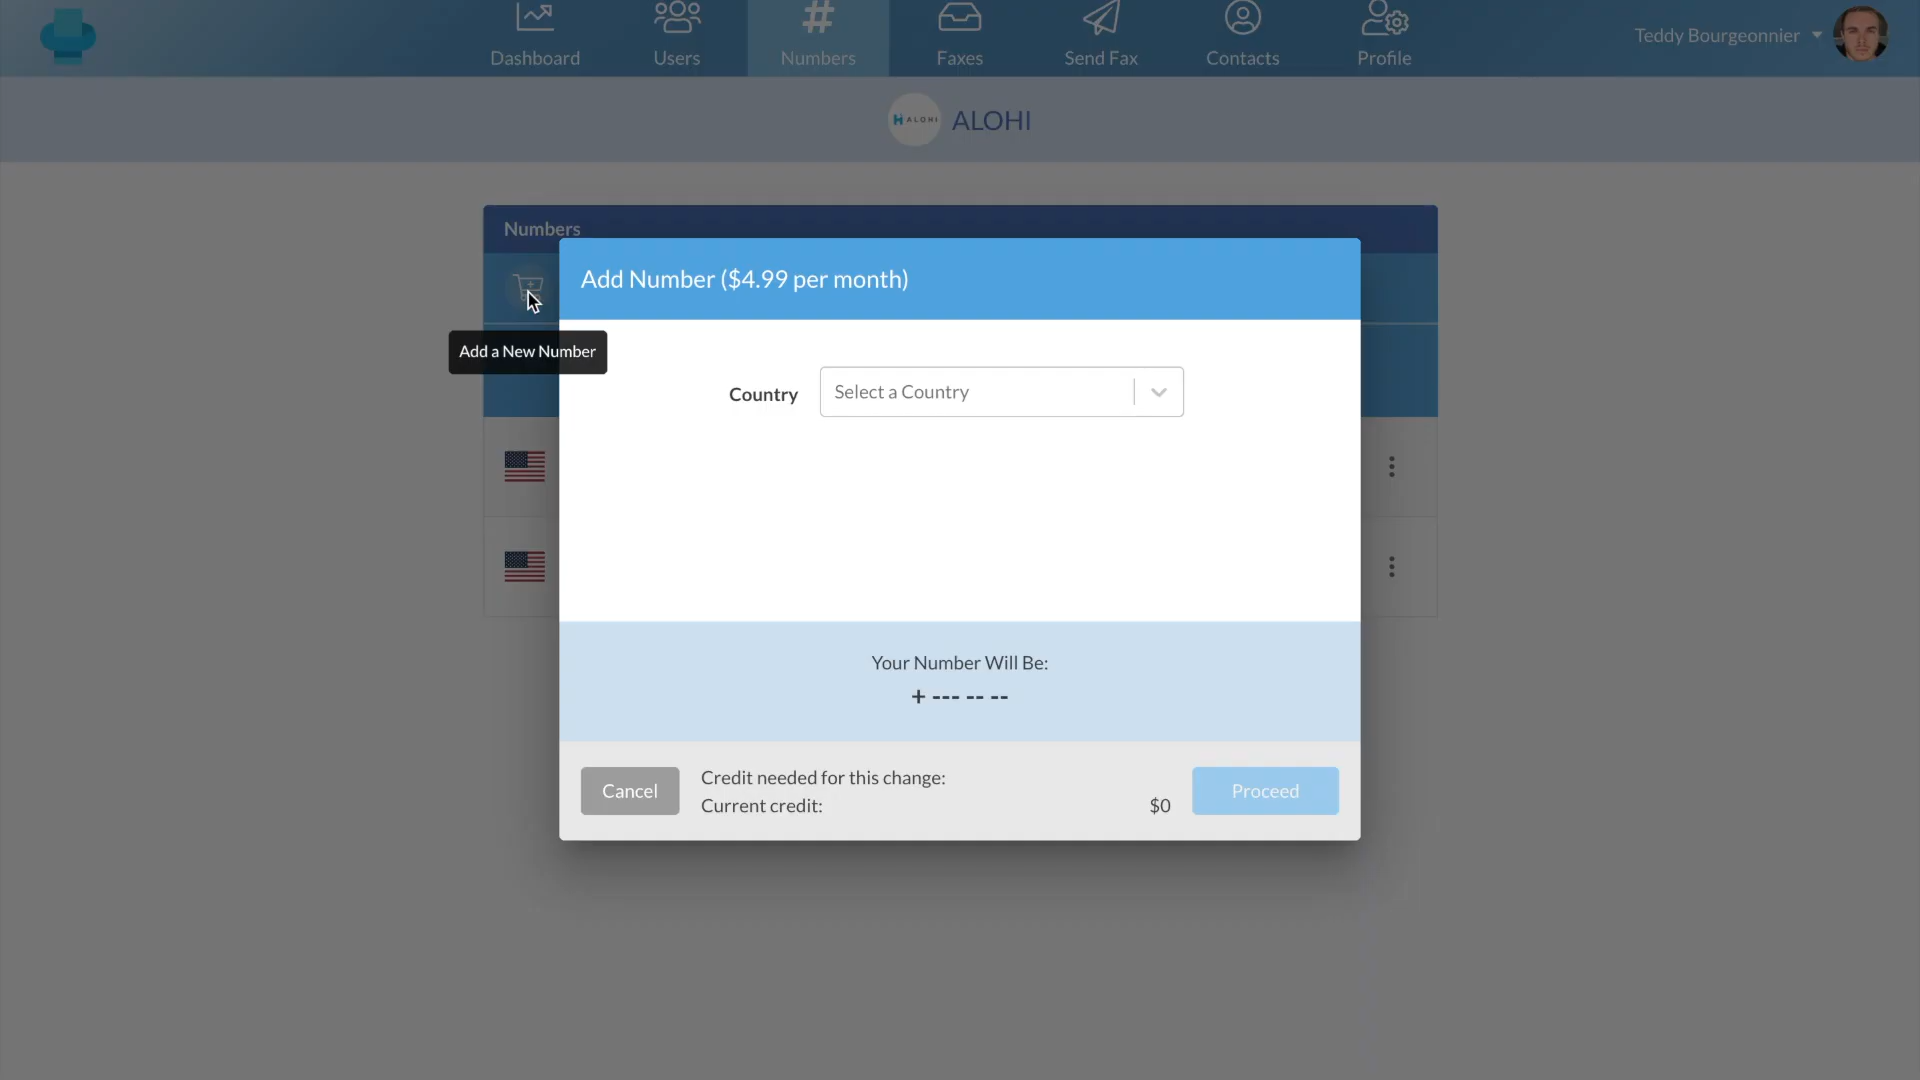 Dashboard
Users
Numbers
Faxes
Send Fax
Contacts
Profile
Teddy Bourgeonnier
ALOHI
ALOHI
Numbers
Add Number ($4.99 per month)
Add a New Number
Country
Select a Country
Your Number Will Be:
+ --- -- --
Cancel
Credit needed for this change:
Current credit:
$0
Proceed